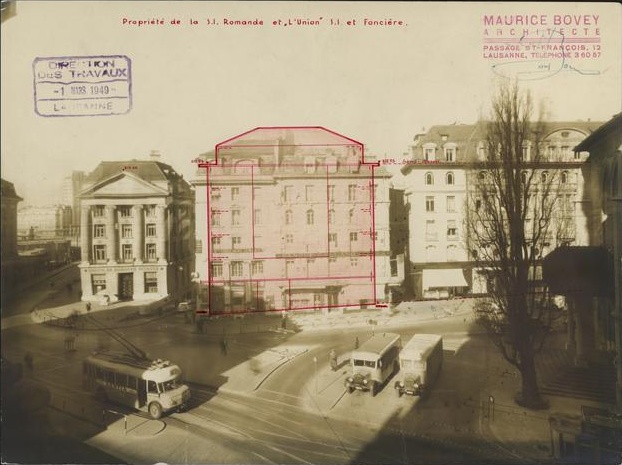 Propriété de la S.I. Romande et „L'Union" S.I. et Foncière.
MAURICE BOVEY
ARCHITECTE
PASSAGE ST-FRANÇOIS, 12
LAUSANNE, TÉLÉPHONE 3 60 57
DIRECTION
DES TRAVAUX
1 MARS 1949
LAUSANNE